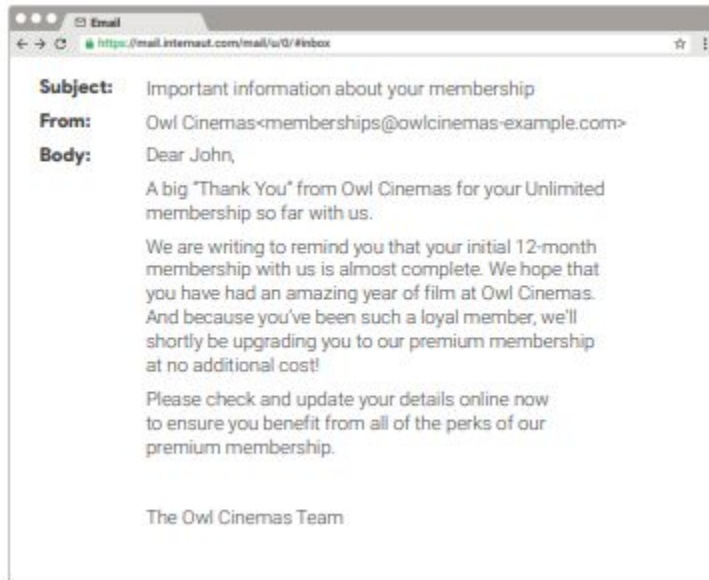 Email
https://mail.internaut.com/mail/u/0/#inbox
Subject: Important information about your membership
From: Owl Cinemas<memberships@owlcinemas-example.com>
Body: Dear John,
A big "Thank You" from Owl Cinemas for your Unlimited
membership so far with us.
We are writing to remind you that your initial 12-month
membership with us is almost complete. We hope that
you have had an amazing year of film at Owl Cinemas.
And because you've been such a loyal member, we'll
shortly be upgrading you to our premium membership
at no additional cost!
Please check and update your details online now
to ensure you benefit from all of the perks of our
premium membership.
The Owl Cinemas Team